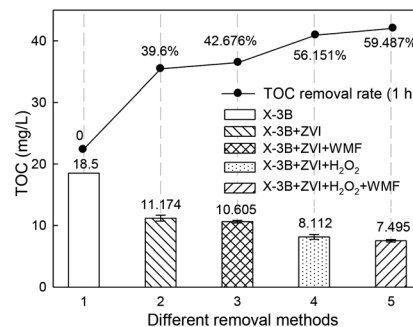 40
30
20
10
0
TOC (mg/L)
0
39.6%
42.676%
56.151%
59.487%
TOC removal rate (1 h
X-3B
X-3B+ZVI
X-3B+ZVI+WMF
X-3B+ZVI+H₂O₂
X-3B+ZVI+H₂O₂+WMF
18.5
11.174
10.605
8.112
7.495
1 2 3 4 5
Different removal methods